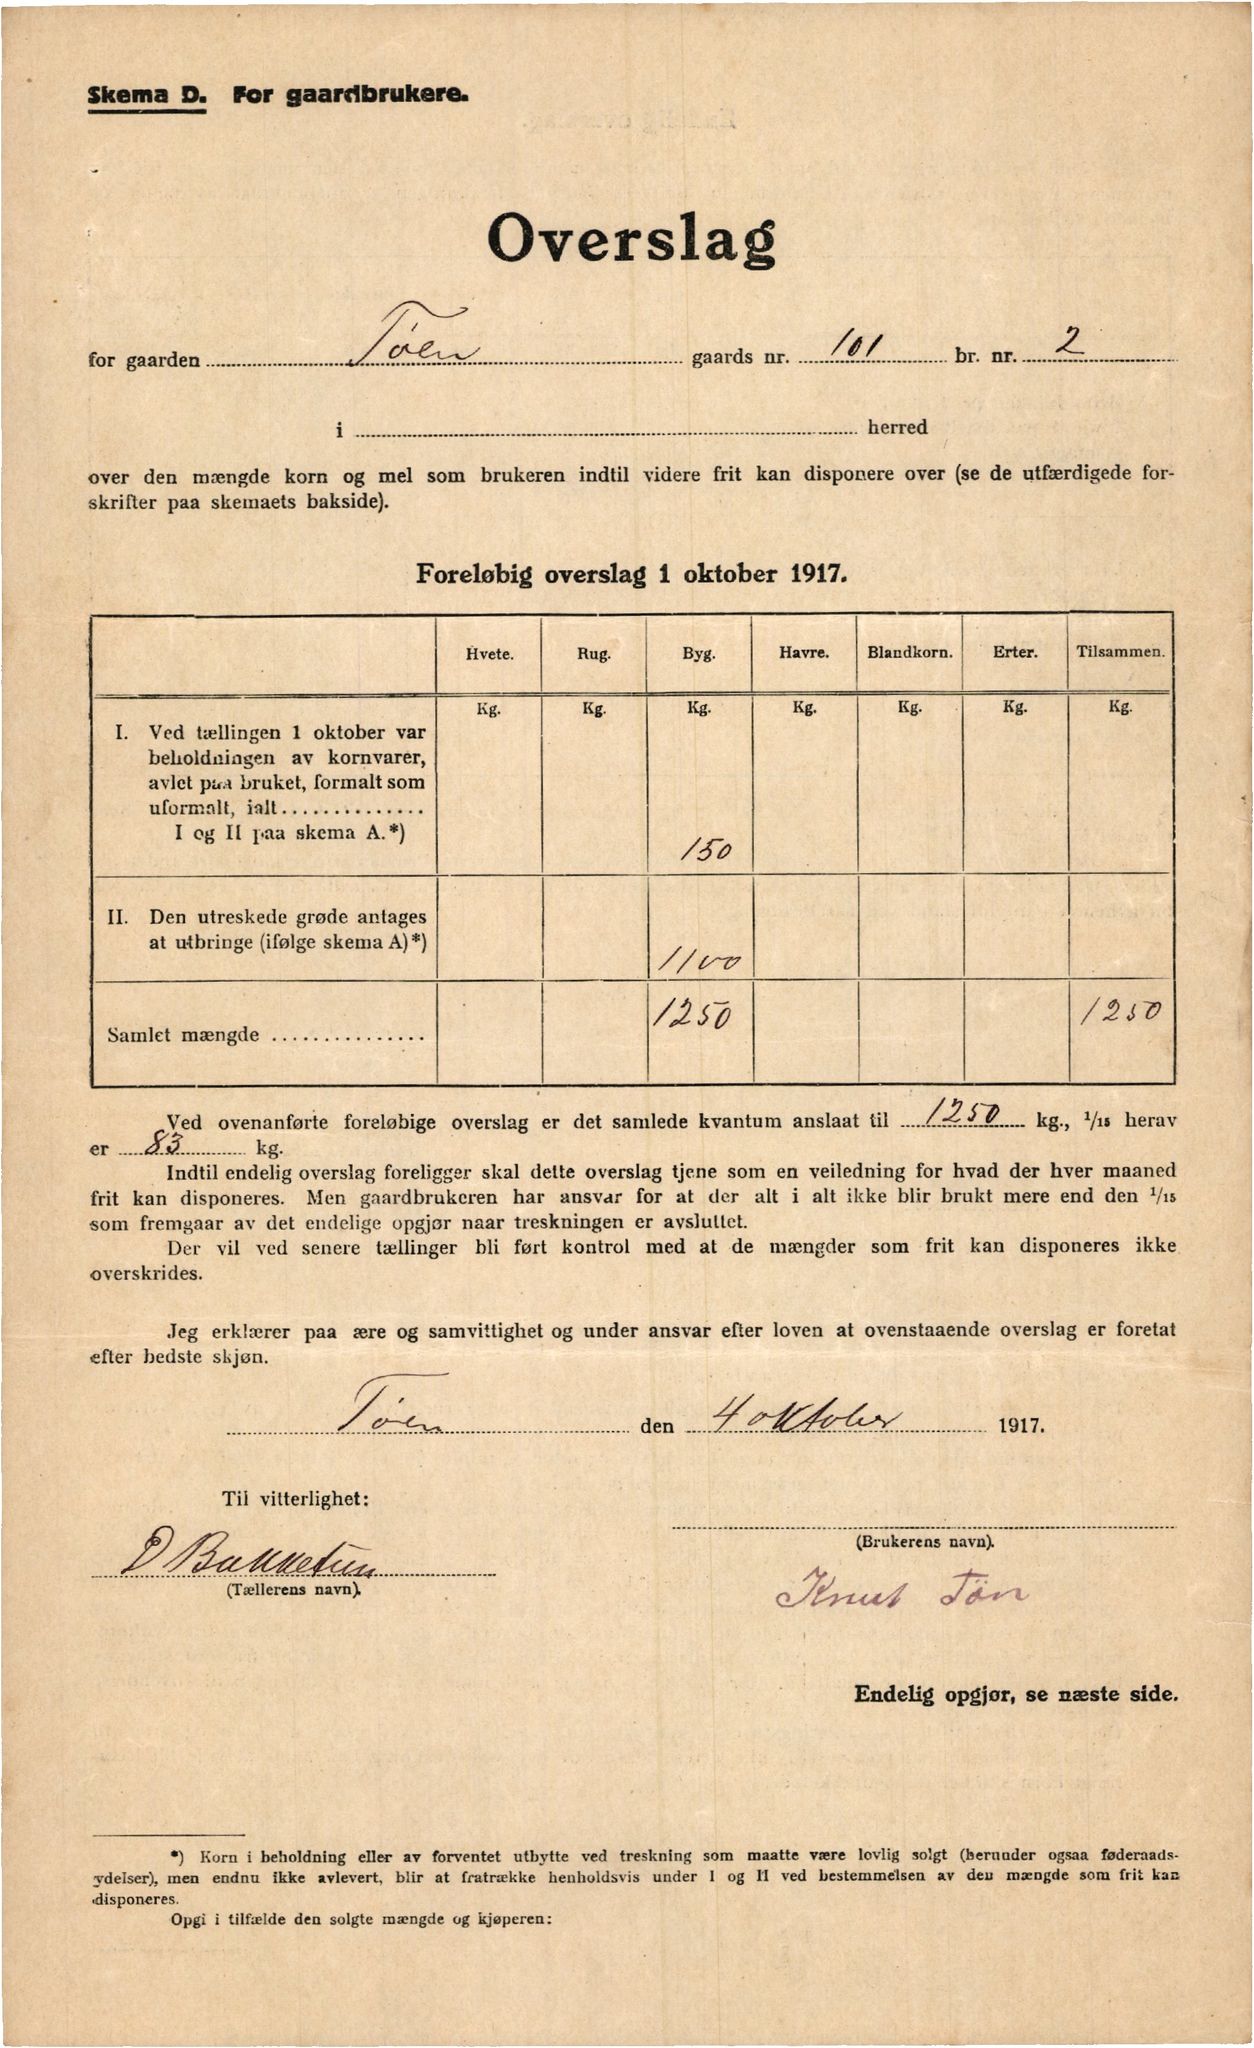 Skema D. For gaardbrukere.
Overslag
for gaarden Tøen gaards nr. 101 br. nr. 2
i herred
over den mængde korn og mel som brukeren indtil videre frit kan disponere over (se de utfærdigede for-
skrifter paa skemaets bakside).
Foreløbig overslag 1 oktober 1917.
Hvete. Rug. Byg. Havre. Blandkorn. Erter. Tilsammen.
Kg. Kg. Kg. Kg. Kg. Kg. Kg.
I. Ved tællingen 1 oktober var
beholdningen av kornvarer,
avlet paa bruket, formalt som
uformalt, ialt..............
I og II paa skema A.*)
150
II. Den utreskede grøde antages
at utbringe (ifølge skema A)*)
1100
Samlet mængde ............... 1250 1250
Ved ovenanførte foreløbige overslag er det samlede kvantum anslaat til 1250 kg., 1/15 herav
er 83 kg.
Indtil endelig overslag foreligger skal dette overslag tjene som en veiledning for hvad der hver maaned
frit kan disponeres. Men gaardbrukeren har ansvar for at der alt i alt ikke blir brukt mere end den 1/15
som fremgaar av det endelige opgjør naar treskningen er avsluttet.
Der vil ved senere tællinger bli ført kontrol med at de mængder som frit kan disponeres ikke
overskrides.
Jeg erklærer paa ære og samvittighet og under ansvar efter loven at ovenstaaende overslag er foretat
efter bedste skjøn.
Tøen den 4 oktober 1917.
Til vitterlighet:
(Brukerens navn).
D Bakketun
(Tællerens navn).
Knut Tøn
Endelig opgjør, se næste side.
*) Korn i beholdning eller av forventet utbytte ved treskning som maatte være lovlig solgt (herunder ogsaa føderaads-
ydelser), men endnu ikke avlevert, blir at fratrække henholdsvis under I og II ved bestemmelsen av den mængde som frit kan
disponeres.
Opgi i tilfælde den solgte mængde og kjøperen: